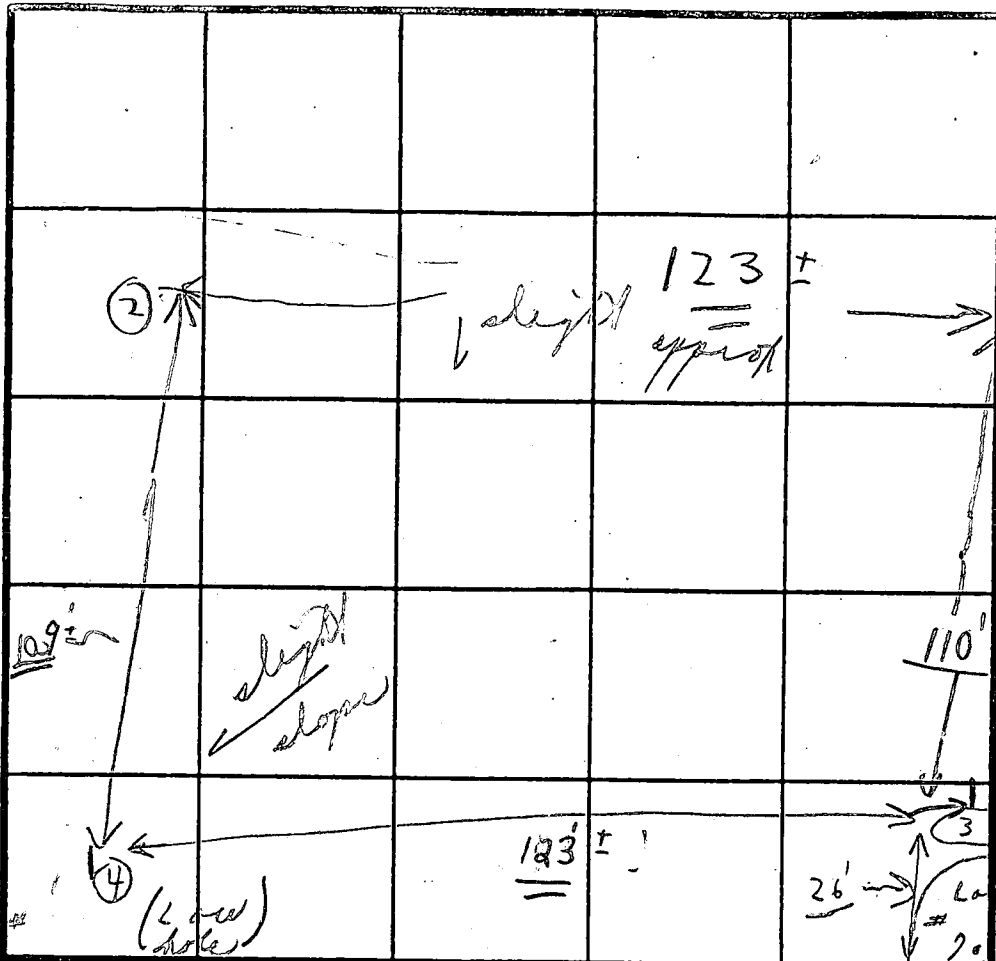 123 ±
② slight
approx
109' ±
slight
slope
110'
123' ±
3
④
26'
(Low
hole)
#
#